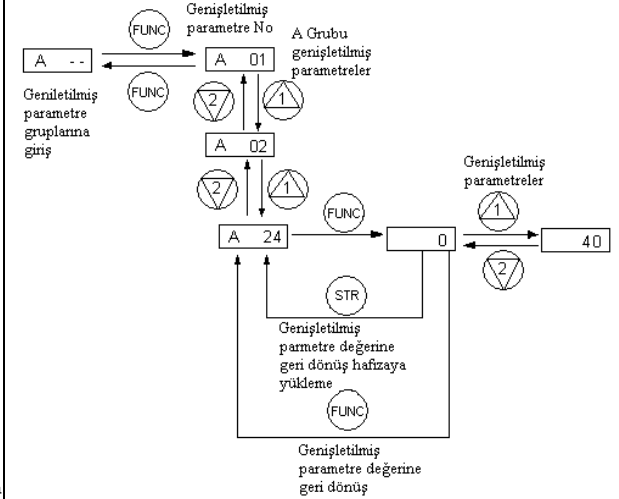 Genişletilmiş
parametre No
FUNC
A - -
A 01
A Grubu
genişletilmiş
parametreler
FUNC
2
1
Geniletilmiş
parametre
gruplarına
giriş
A 02
2
1
Genişletilmiş
parametreler
1
A 24
FUNC
0
40
2
STR
Genişletilmiş
parmetre değerine
geri dönüş hafızaya
yükleme
FUNC
Genişletilmiş
parametre değerine
geri dönüş